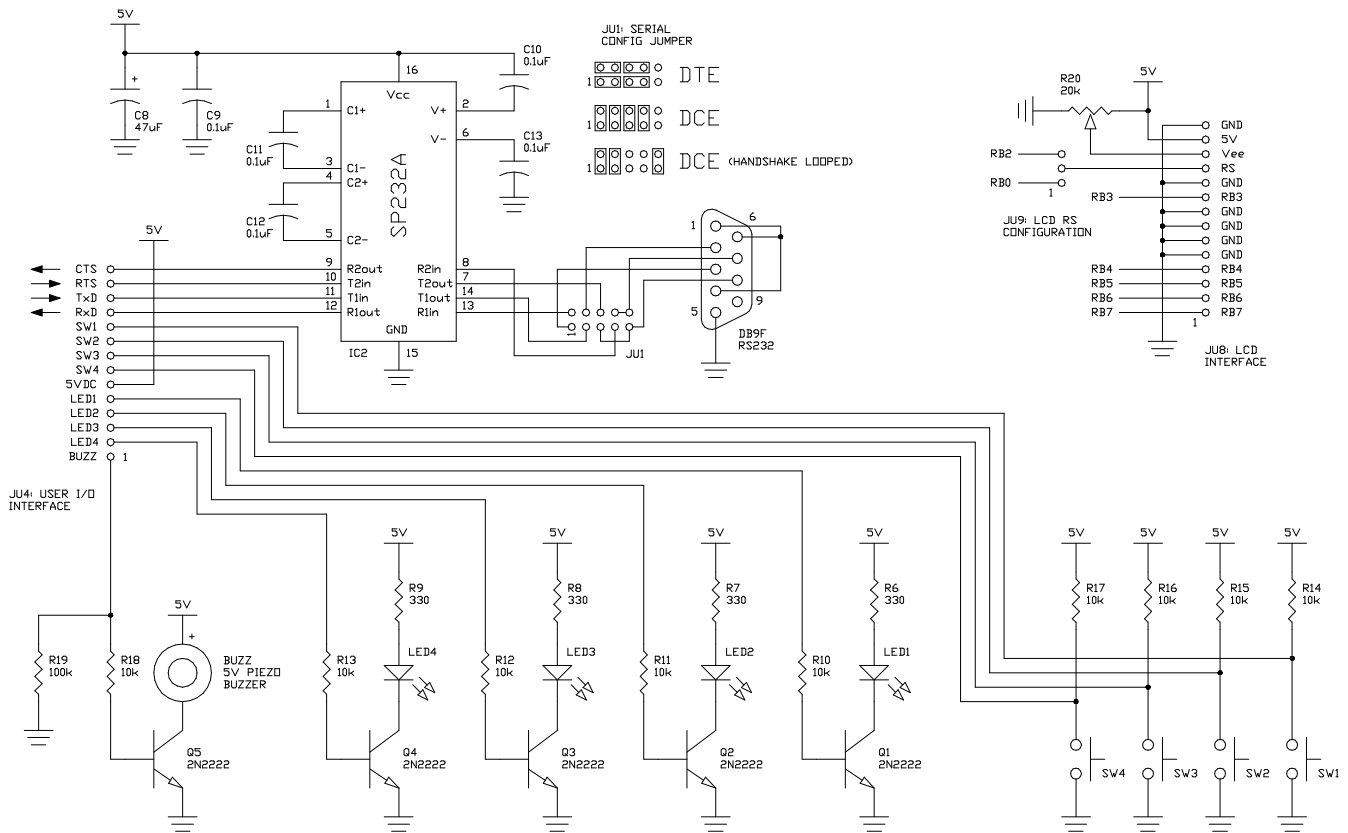 5V
C8
47uF
+
C9
0.1uF
C10
0.1uF
C13
0.1uF
C11
0.1uF
C12
0.1uF
16
Vcc
1
C1+
3
C1-
4
C2+
5
C2-
V+
2
V-
6
SP232A
9
R2out
10
T2in
11
T1in
12
R1out
R2in
8
T2out
7
T1out
14
R1in
13
GND
IC2
15
JU1: SERIAL
CONFIG JUMPER
1
DTE
1
DCE
1
DCE (HANDSHAKE LOOPED)
1
6
5
9
DB9F
RS232
1
JU1
R20
20k
5V
RB2
RB0
1
JU9: LCD RS
CONFIGURATION
RB3
RB4
RB5
RB6
RB7
GND
5V
Vee
RS
GND
RB3
GND
GND
GND
GND
RB4
RB5
RB6
RB7
1
JU8: LCD
INTERFACE
5V
CTS
RTS
TxD
RxD
SW1
SW2
SW3
SW4
5VDC
LED1
LED2
LED3
LED4
BUZZ
1
JU4: USER I/O
INTERFACE
R19
100k
R18
10k
5V
+
BUZZ
5V PIEZO
BUZZER
Q5
2N2222
5V
R9
330
LED4
R13
10k
Q4
2N2222
5V
R8
330
LED3
R12
10k
Q3
2N2222
5V
R7
330
LED2
R11
10k
Q2
2N2222
5V
R6
330
LED1
R10
10k
Q1
2N2222
5V
R17
10k
SW4
5V
R16
10k
SW3
5V
R15
10k
SW2
5V
R14
10k
SW1